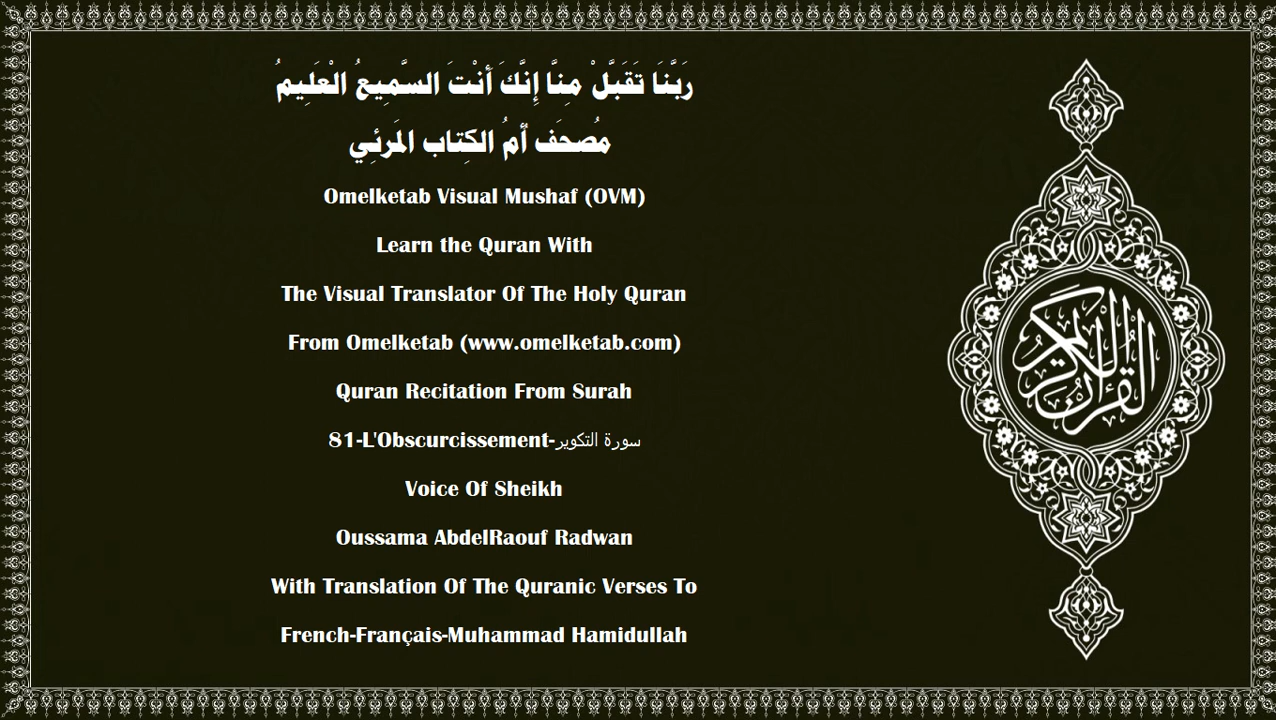 رَبَّنَا تَقَبَّلْ مِنَّا إِنَّكَ أَنْتَ السَّمِيعُ الْعَلِيمُ
مُصحَف أمُ الكِتاب المَرئِي
Omelketab Visual Mushaf (OVM)
Learn the Quran With
The Visual Translator Of The Holy Quran
From Omelketab (www.omelketab.com)
Quran Recitation From Surah
81-L'Obscurcissement-سورة التكوير
Voice Of Sheikh
Oussama AbdelRaouf Radwan
With Translation Of The Quranic Verses To
French-Français-Muhammad Hamidullah
القرآن الكريم